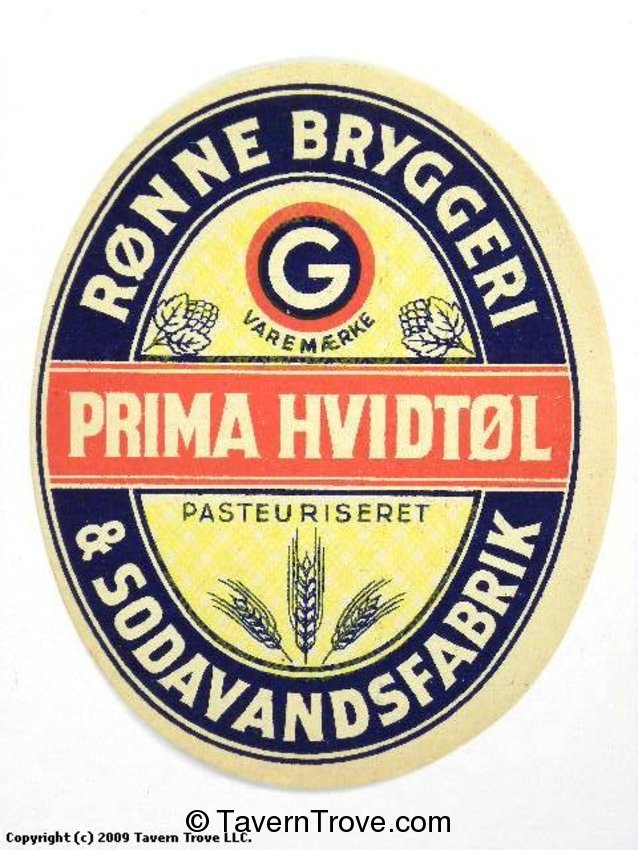 RØNNE BRYGGERI
G
VAREMÆRKE
PRIMA HVIDTØL
PASTEURISERET
& SODAVANDSFABRIK
© TavernTrove.com
Copyright (c) 2009 Tavern Trove LLC.